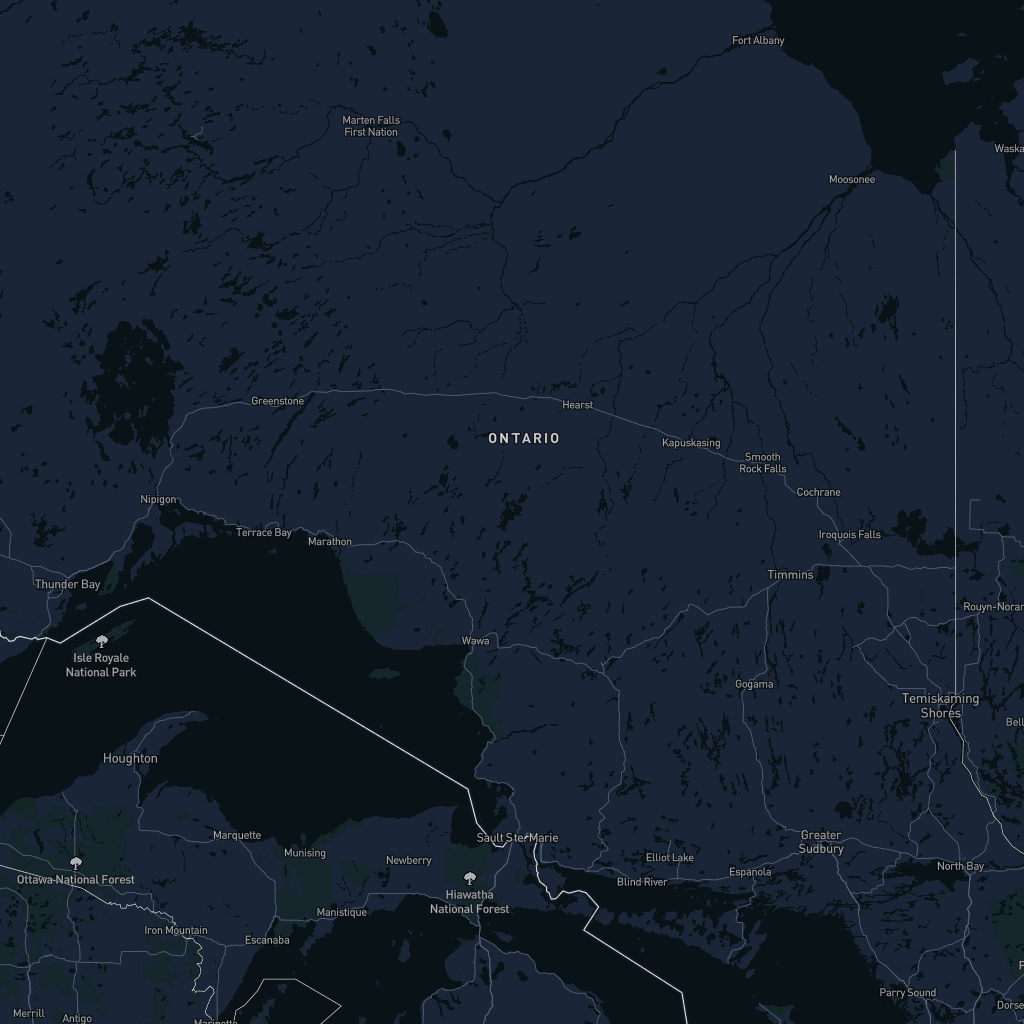 Fort Albany
Marten Falls
First Nation
Waska
Moosonee
Greenstone
Hearst
ONTARIO
Kapuskasing
Smooth
Rock Falls
Cochrane
Nipigon
Terrace Bay
Marathon
Iroquois Falls
Timmins
Thunder Bay
Rouyn-Noran
Wawa
Isle Royale
National Park
Gogama
Temiskaming
Shores
Bell
Houghton
Marquette
Sault Ste. Marie
Greater
Sudbury
Munising
Newberry
Elliot Lake
Espanola
North Bay
Ottawa National Forest
Blind River
Hiawatha
National Forest
Manistique
Iron Mountain
Escanaba
P
Parry Sound
Merrill
Antigo
Marinette
Dorse